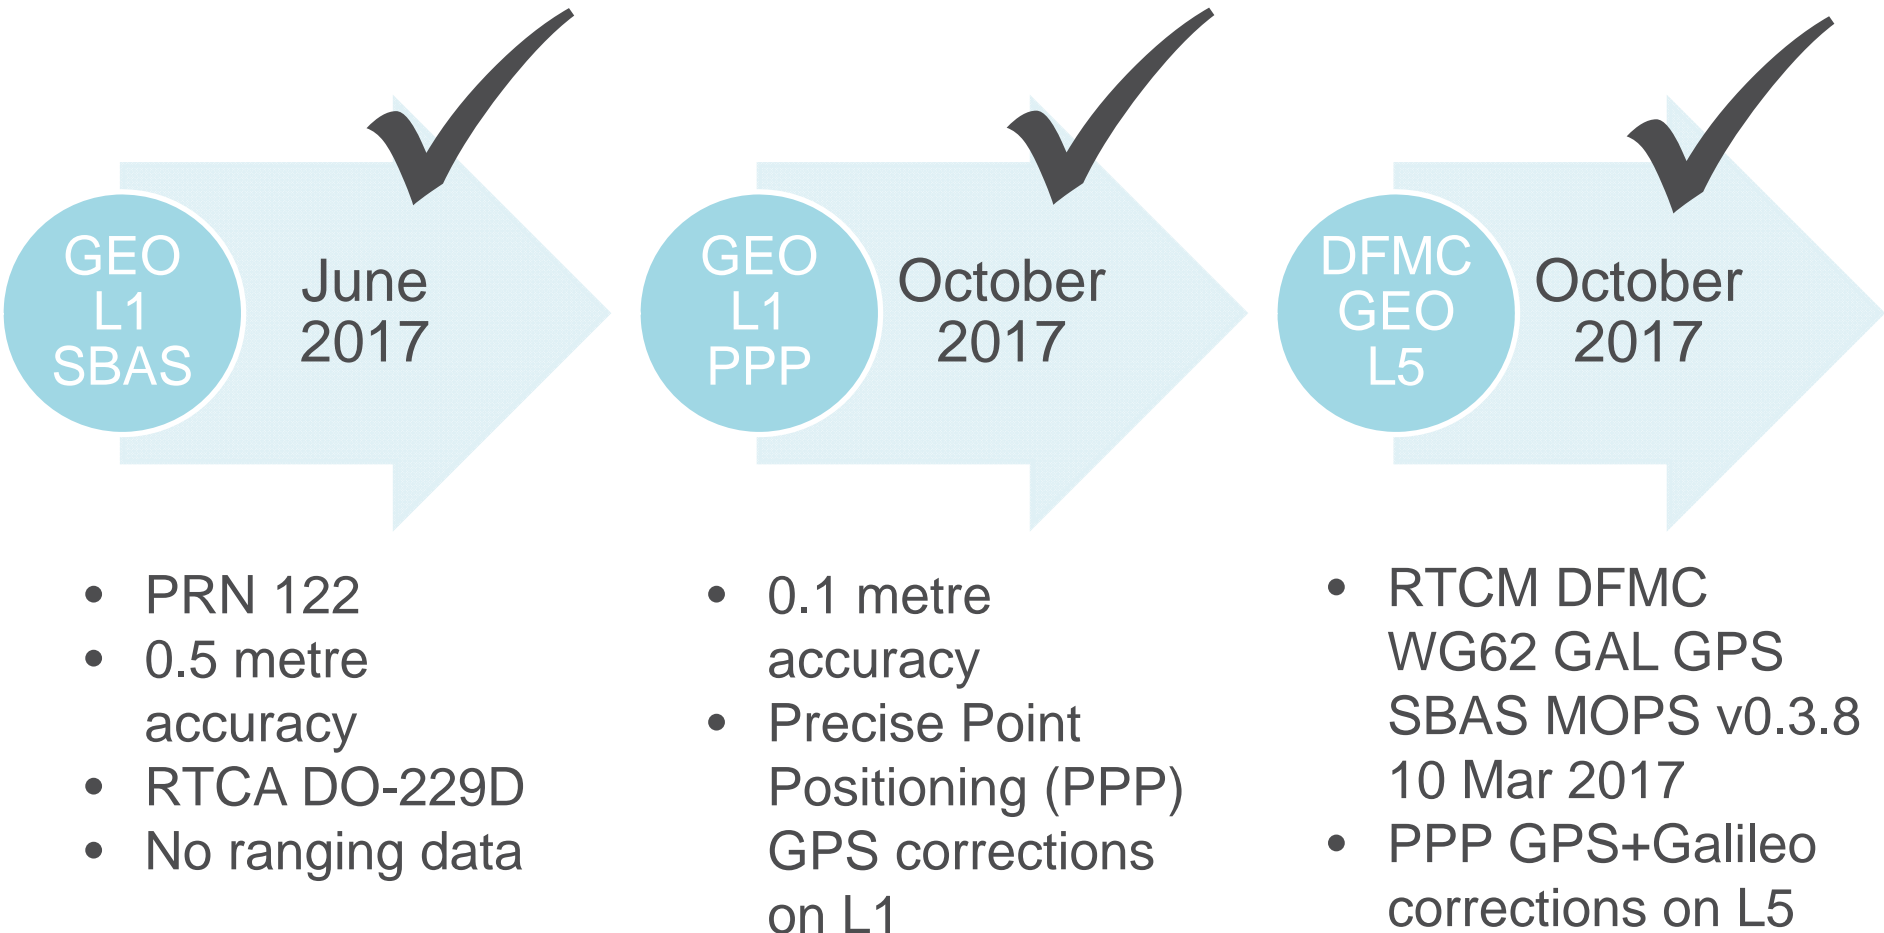 GEO
L1
SBAS
June
2017
GEO
L1
PPP
October
2017
DFMC
GEO
L5
October
2017
• PRN 122
• 0.5 metre
accuracy
• RTCA DO-229D
• No ranging data
• 0.1 metre
accuracy
• Precise Point
Positioning (PPP)
GPS corrections
on L1
• RTCM DFMC
WG62 GAL GPS
SBAS MOPS v0.3.8
10 Mar 2017
• PPP GPS+Galileo
corrections on L5